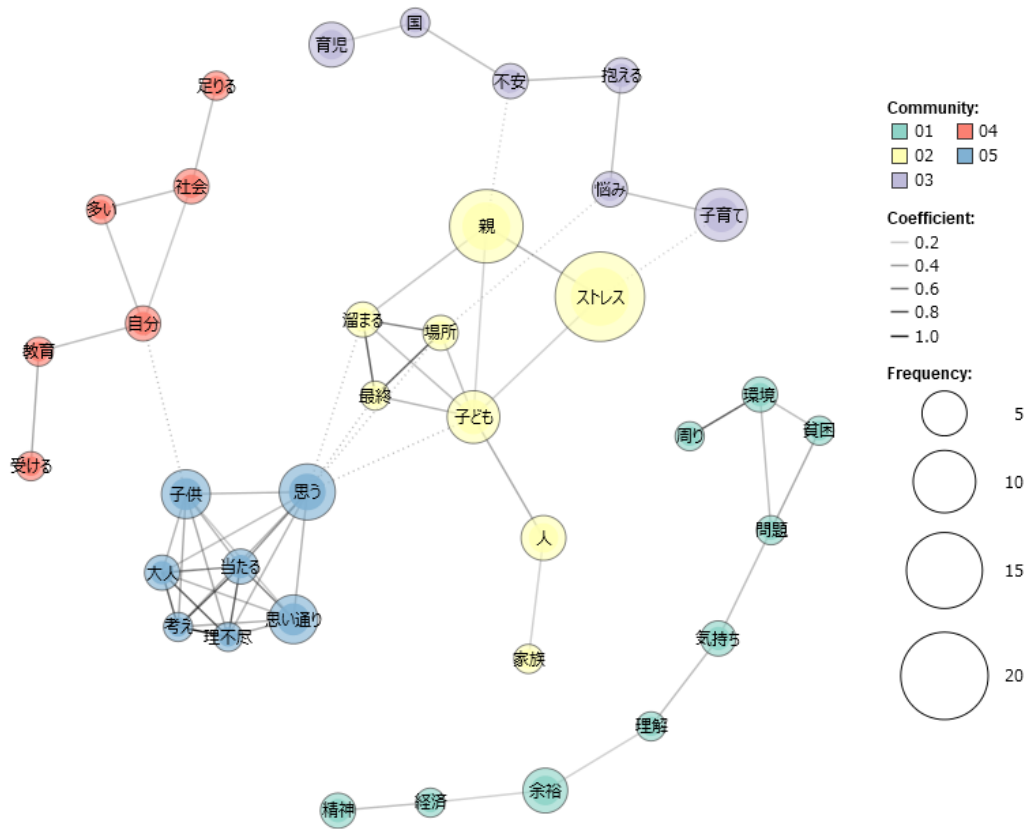 国
育児
不安
抱える
足りる
社会
多い
悩み
子育て
親
ストレス
溜まる
場所
自分
教育
最終
子ども
環境
周り
貧困
受ける
子供
思う
問題
人
大人
当たる
考え
理不尽
思い通り
気持ち
家族
理解
余裕
経済
精神
Community:
01 04
02 05
03
Coefficient:
0.2
0.4
0.6
0.8
1.0
Frequency:
5
10
15
20